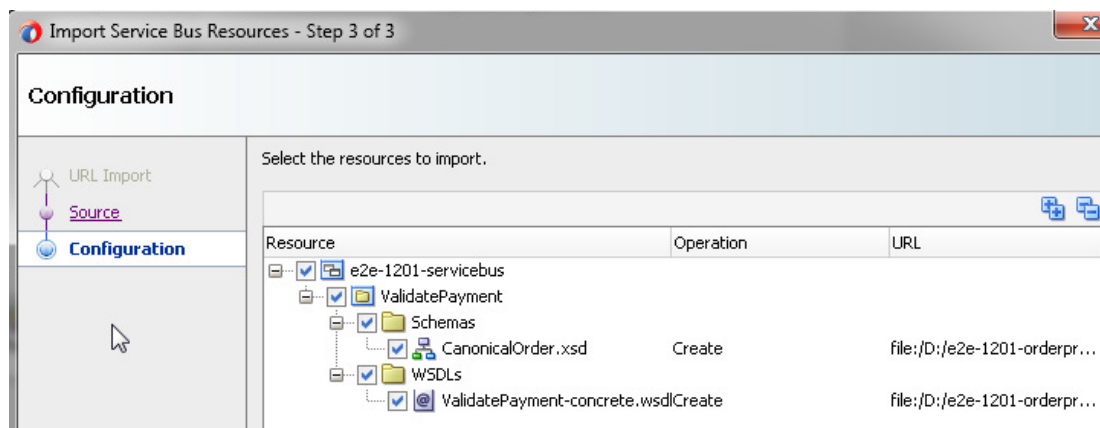 Import Service Bus Resources - Step 3 of 3
Configuration
URL Import
Source
Configuration
Select the resources to import.
Resource Operation URL
e2e-1201-servicebus
ValidatePayment
Schemas
CanonicalOrder.xsd Create file:/D:/e2e-1201-orderpr...
WSDLs
ValidatePayment-concrete.wsdl Create file:/D:/e2e-1201-orderpr...